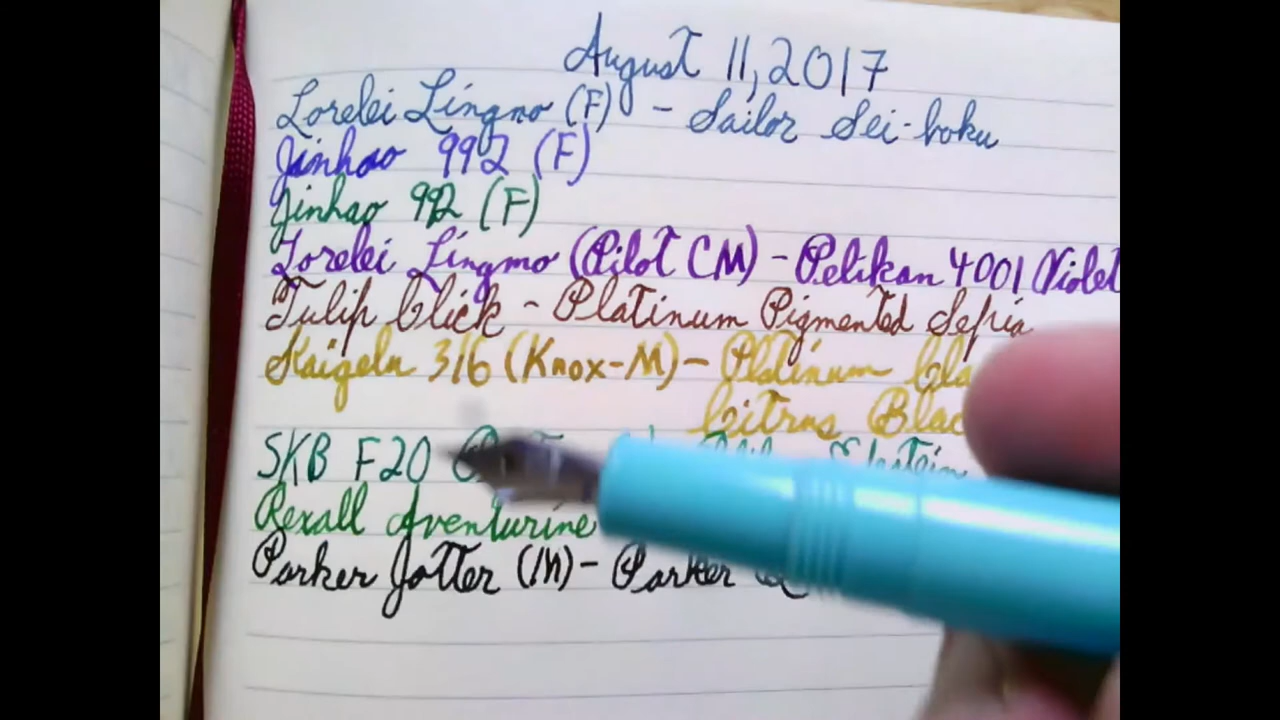 August 11, 2017
Lorelei Lingmo (F) - Sailor Sei-boku
Jinhao 992 (F)
Jinhao 992 (F)
Lorelei Lingmo (Pilot CM) - Pelikan 4001 Violet
Tulip Click - Platinum Pigmented Sepia
Kaigelu 316 (Knox-M) - Platinum
Citrus
SKB F20
Rexall Aventurine
Parker Jotter (M) - Parker